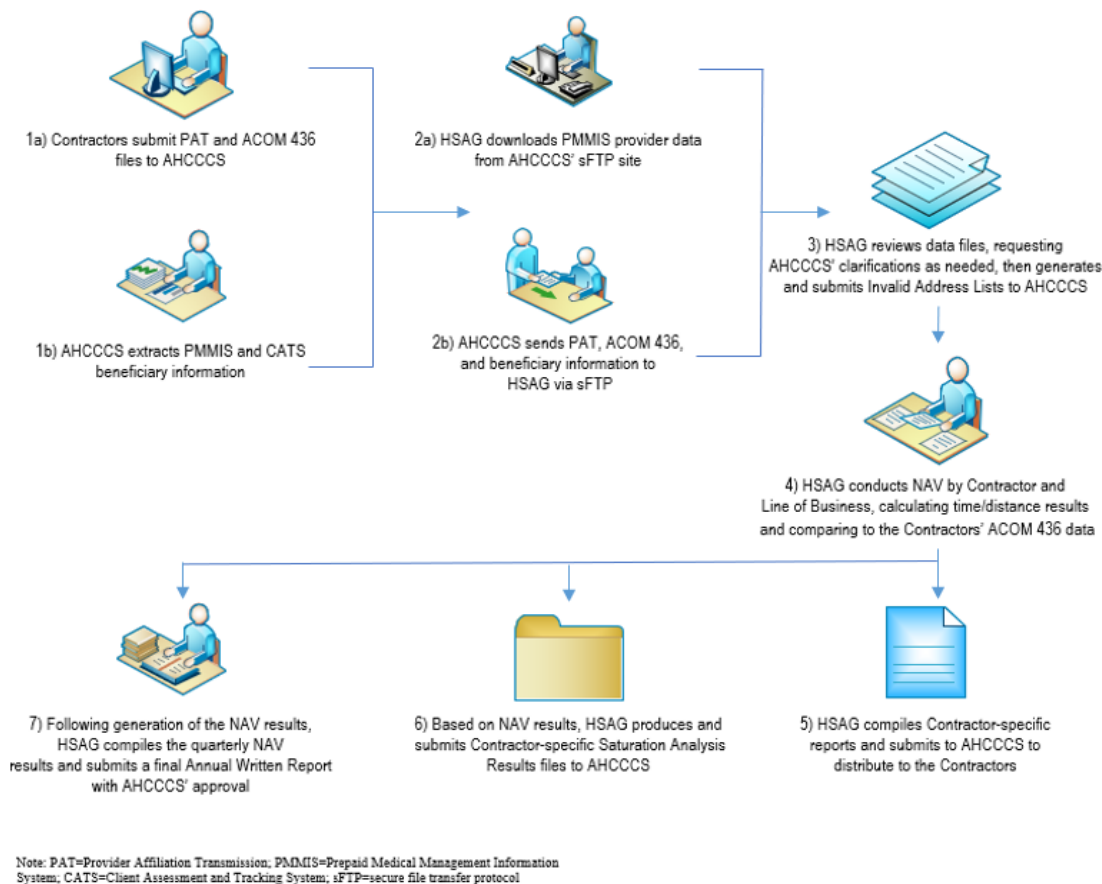 1a) Contractors submit PAT and ACOM 436
files to AHCCCS
1b) AHCCCS extracts PMMIS and CATS
beneficiary information
2a) HSAG downloads PMMIS provider data
from AHCCCS' sFTP site
2b) AHCCCS sends PAT, ACOM 436,
and beneficiary information to
HSAG via sFTP
3) HSAG reviews data files, requesting
AHCCCS' clarifications as needed, then generates
and submits Invalid Address Lists to AHCCCS
4) HSAG conducts NAV by Contractor and
Line of Business, calculating time/distance results
and comparing to the Contractors' ACOM 436 data
5) HSAG compiles Contractor-specific
reports and submits to AHCCCS to
distribute to the Contractors
6) Based on NAV results, HSAG produces and
submits Contractor-specific Saturation Analysis
Results files to AHCCCS
7) Following generation of the NAV results,
HSAG compiles the quarterly NAV
results and submits a final Annual Written Report
with AHCCCS' approval
Note: PAT=Provider Affiliation Transmission; PMMIS=Prepaid Medical Management Information
System; CATS=Client Assessment and Tracking System; sFTP=secure file transfer protocol